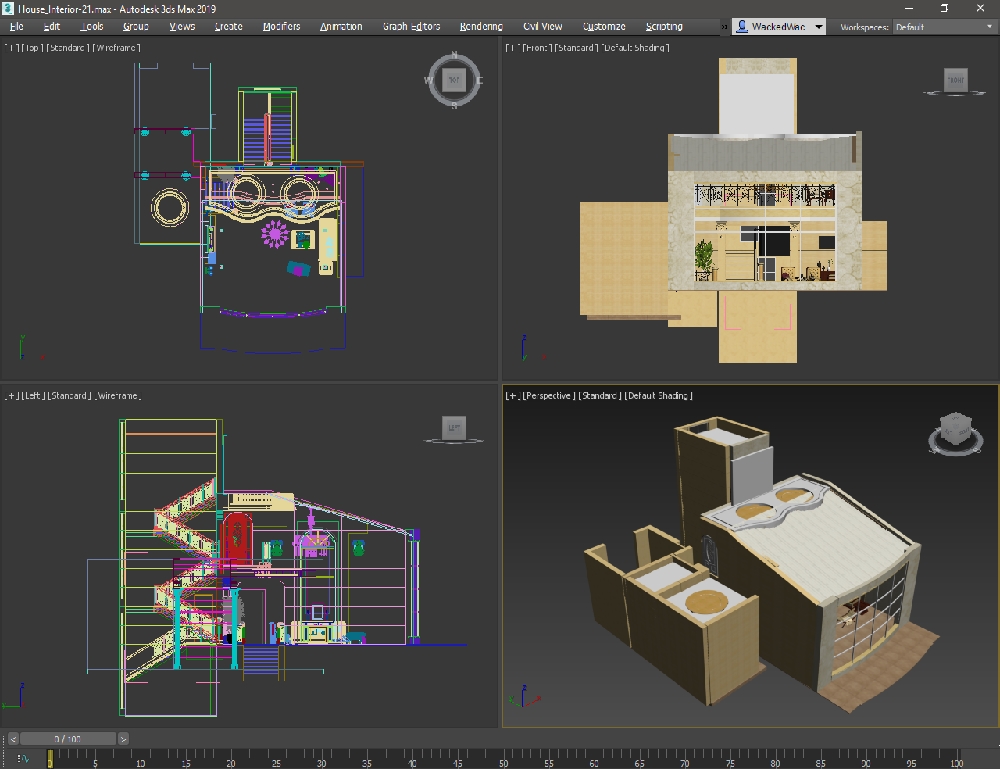 House_Interior-21.max - Autodesk 3ds Max 2019
File Edit Tools Group Views Create Modifiers Animation Graph Editors Rendering Civil View Customize Scripting » WackedMac Workspaces: Default
[+] [Top] [Standard] [Wireframe]
N
W TOP E
S
[+] [Front] [Standard] [Default Shading]
FRONT
[+] [Left] [Standard] [Wireframe]
LEFT
[+] [Perspective] [Standard] [Default Shading]
< 0 / 100 >
0 5 10 15 20 25 30 35 40 45 50 55 60 65 70 75 80 85 90 95 100